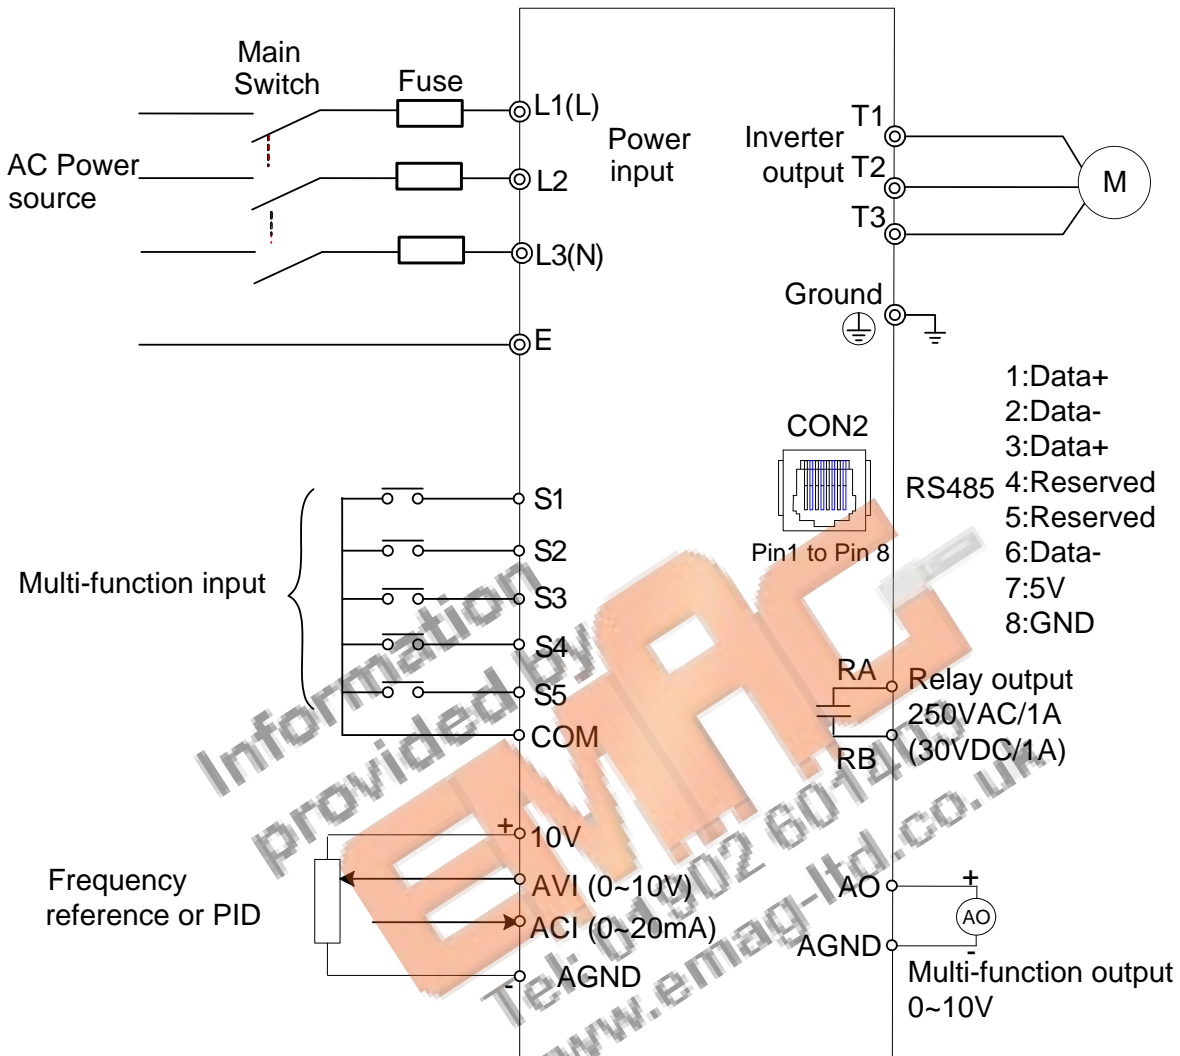 Main
Switch
Fuse
L1(L)
T1
Power
input
Inverter
output
AC Power
source
L2
T2
M
T3
L3(N)
Ground
E
1:Data+
2:Data-
3:Data+
4:Reserved
5:Reserved
6:Data-
7:5V
8:GND
CON2
RS485
Pin1 to Pin 8
S1
S2
Multi-function input
S3
S4
S5
COM
RA
Relay output
250VAC/1A
(30VDC/1A)
RB
+
10V
Frequency
reference or PID
AVI (0~10V)
ACI (0~20mA)
-
AGND
AO
+
AO
AGND
-
Multi-function output
0~10V
Information
provided by
EMAG
Tel: 01902 601403
www.emag-ltd.co.uk